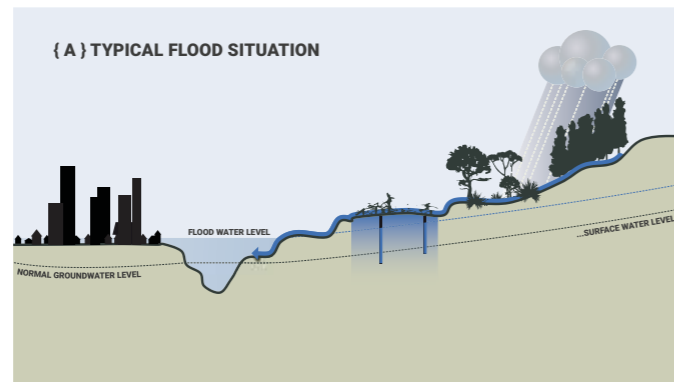 { A } TYPICAL FLOOD SITUATION
FLOOD WATER LEVEL
...SURFACE WATER LEVEL
NORMAL GROUNDWATER LEVEL